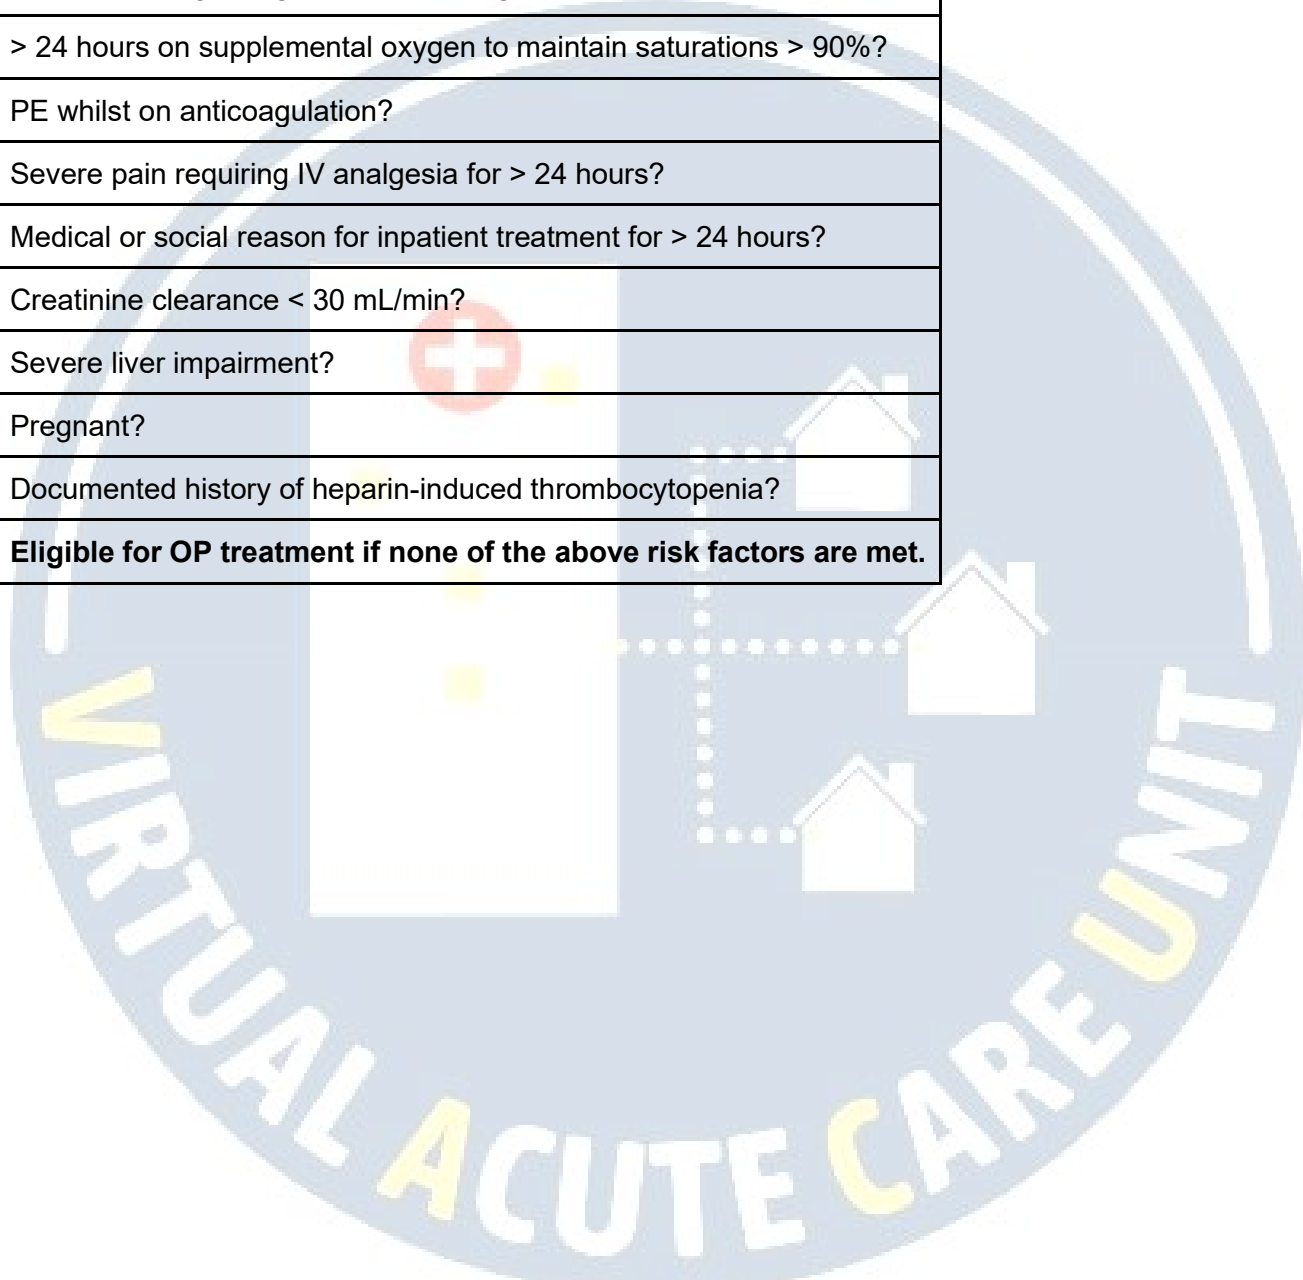 > 24 hours on supplemental oxygen to maintain saturations > 90%?
PE whilst on anticoagulation?
Severe pain requiring IV analgesia for > 24 hours?
Medical or social reason for inpatient treatment for > 24 hours?
Creatinine clearance < 30 mL/min?
Severe liver impairment?
Pregnant?
Documented history of heparin-induced thrombocytopenia?
Eligible for OP treatment if none of the above risk factors are met.
VIRTUAL ACUTE CARE UNIT